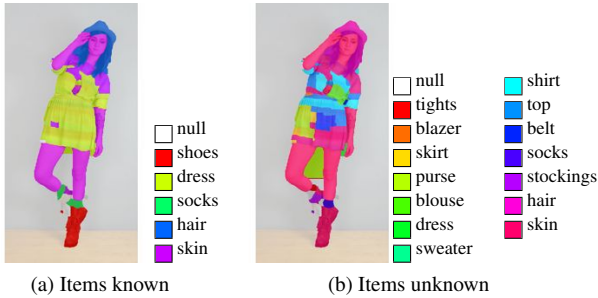 null
shoes
dress
socks
hair
skin
(a) Items known
null
tights
blazer
skirt
purse
blouse
dress
sweater
shirt
top
belt
socks
stockings
hair
skin
(b) Items unknown